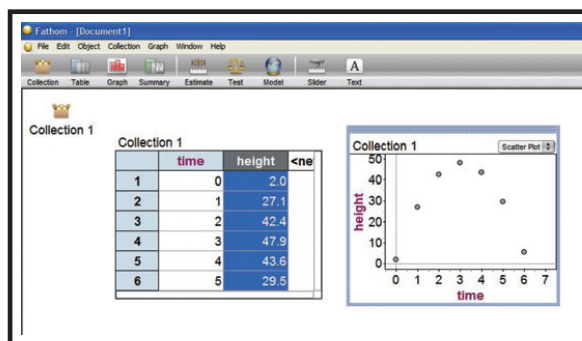 Fathom - [Document1]
File Edit Object Collection Graph Window Help
Collection Table Graph Summary Estimate Test Model Slider Text
Collection 1
Collection 1
time height <ne
1 0 2.0
2 1 27.1
3 2 42.4
4 3 47.9
5 4 43.6
6 5 29.5
Collection 1 Scatter Plot
50
40
30
20
10
0
height
0 1 2 3 4 5 6 7
time